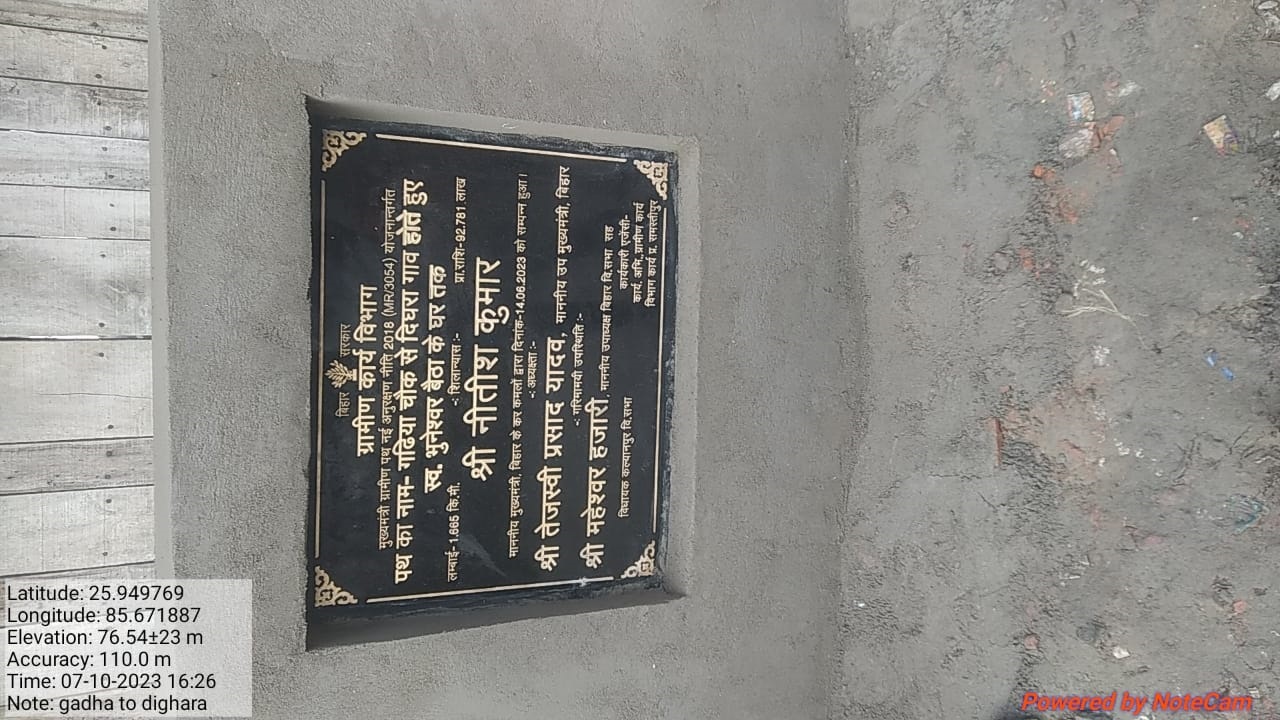 बिहार सरकार
ग्रामीण कार्य विभाग
मुख्यमंत्री ग्रामीण पथ नई अनुरक्षण नीति 2018 (MR/3054) योजनान्तर्गत
पथ का नाम- गढ़िया चौक से दिघरा गाव होते हुए
स्व. भुनेश्वर बैठा के घर तक
लम्बाई- 1.665 कि.मी. प्रा.राशि- 92.781 लाख
-: शिलान्यास :-
श्री नीतीश कुमार
माननीय मुख्यमंत्री, बिहार के कर कमलों द्वारा दिनांक-14.06.2023 को सम्पन्न हुआ।
-: अध्यक्षता :-
श्री तेजस्वी प्रसाद यादव, माननीय उप मुख्यमंत्री, बिहार
-: गरिमामयी उपस्थिति :-
श्री महेश्वर हजारी, माननीय उपाध्यक्ष बिहार वि.सभा सह
विधायक कल्याणपुर वि.सभा
कार्यकारी एजेंसी-
कार्य. अभि. ग्रामीण कार्य
विभाग कार्य प्र. समस्तीपुर
Latitude: 25.949769
Longitude: 85.671887
Elevation: 76.54±23 m
Accuracy: 110.0 m
Time: 07-10-2023 16:26
Note: gadha to dighara
Powered by NoteCam